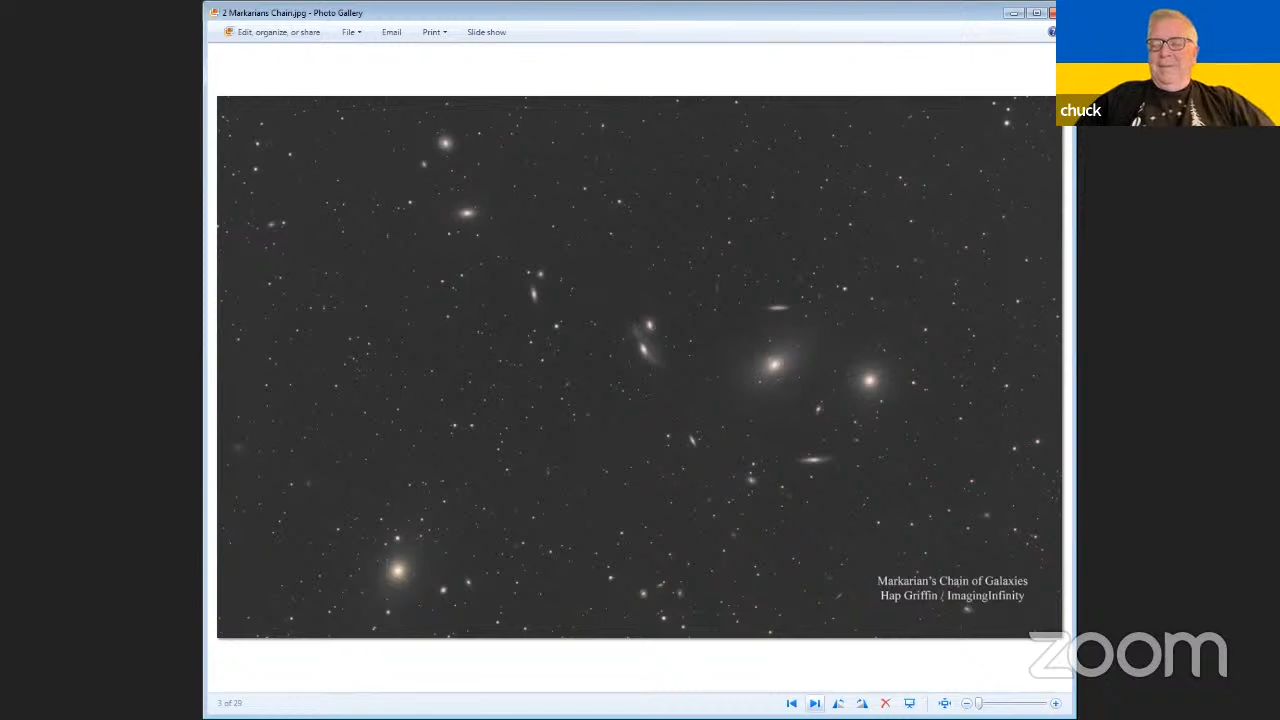 2 Markarians Chain.jpg - Photo Gallery
Edit, organize, or share File Email Print Slide show
chuck
Markarian's Chain of Galaxies
Hap Griffin / ImagingInfinity
zoom
3 of 29